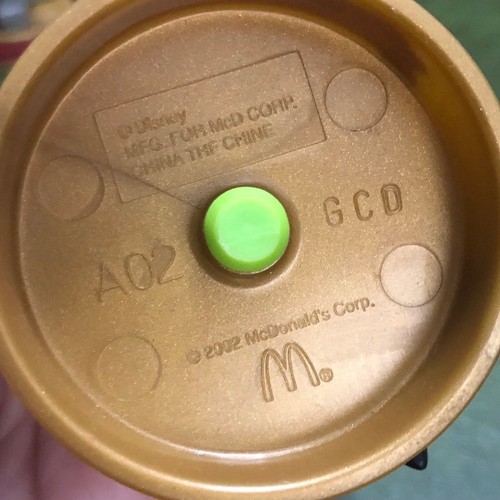 © Disney
MFG. FOR McD CORP.
CHINA THF CHINE
GCD
A02
© 2002 McDonald's Corp.
M®